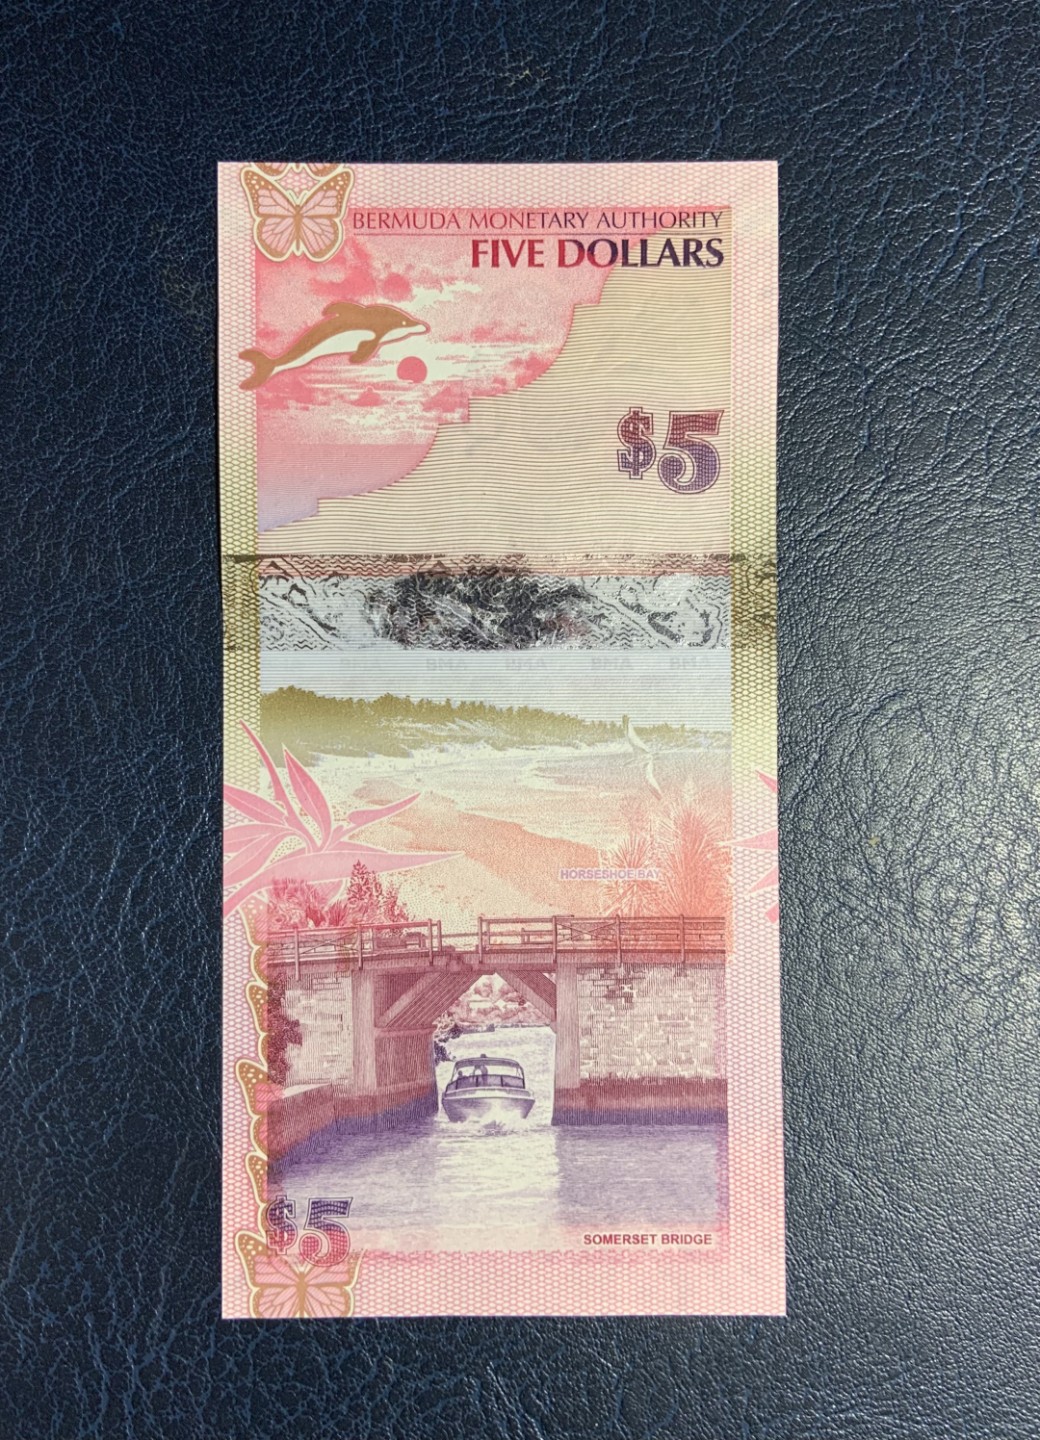 BERMUDA MONETARY AUTHORITY
FIVE DOLLARS
$5
BMA BMA BMA BMA BMA
HORSESHOE BAY
$5
SOMERSET BRIDGE